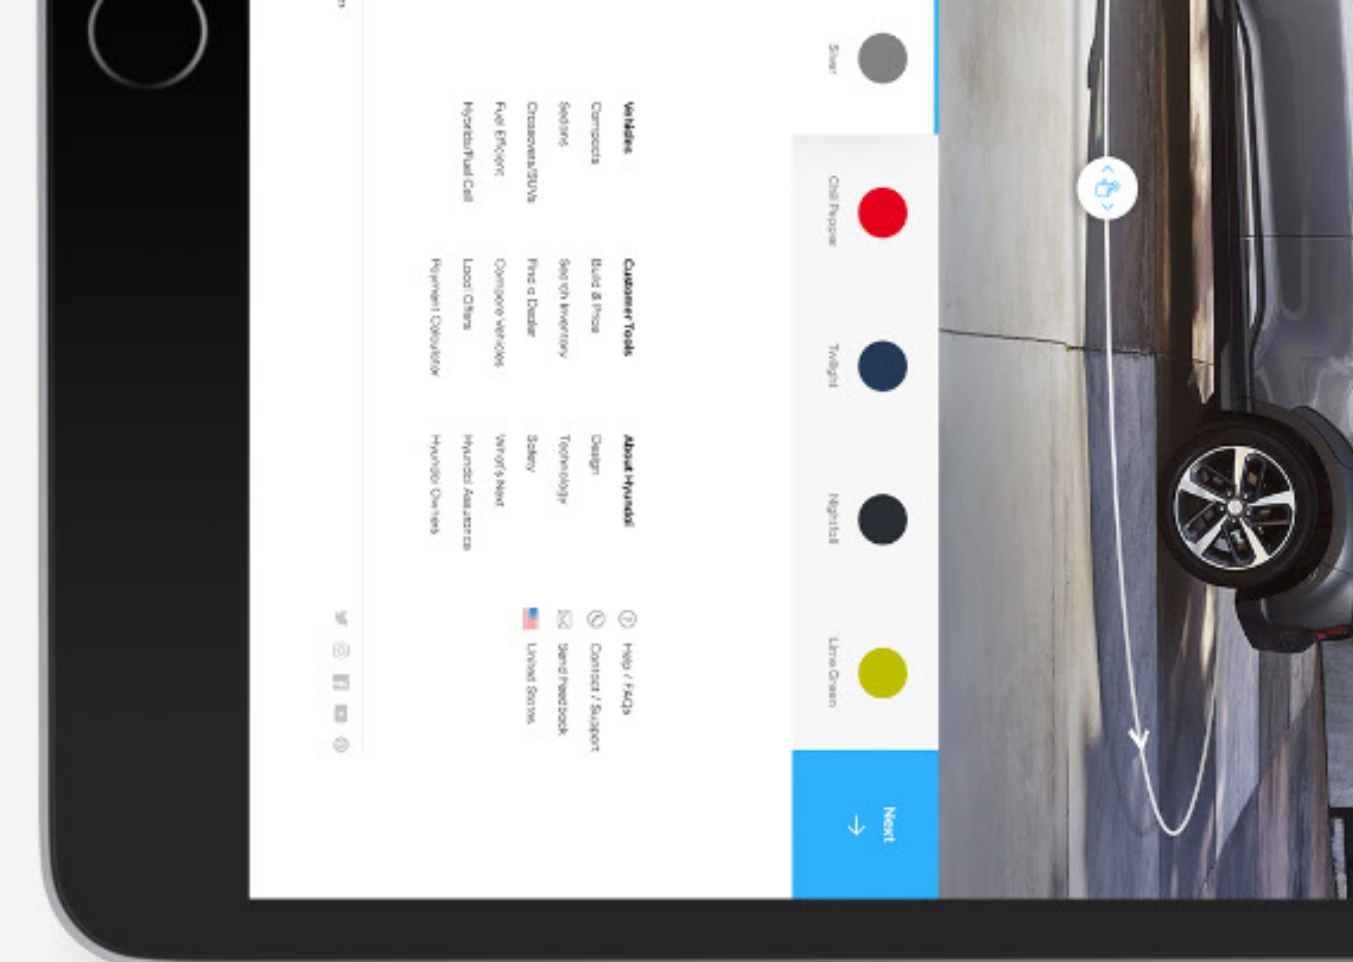 Silver
Chili Pepper
Twilight
Nightfall
Lime Green
Next
Vehicles
Compacts
Sedans
Crossovers/SUVs
Fuel Efficient
Hybrids/Fuel Cell
Customer Tools
Build & Price
Search Inventory
Find a Dealer
Compare Vehicles
Local Offers
Payment Calculator
About Hyundai
Design
Technology
Safety
What's Next
Hyundai Assurance
Hyundai Owners
Help / FAQs
Contact / Support
Send Feedback
United States